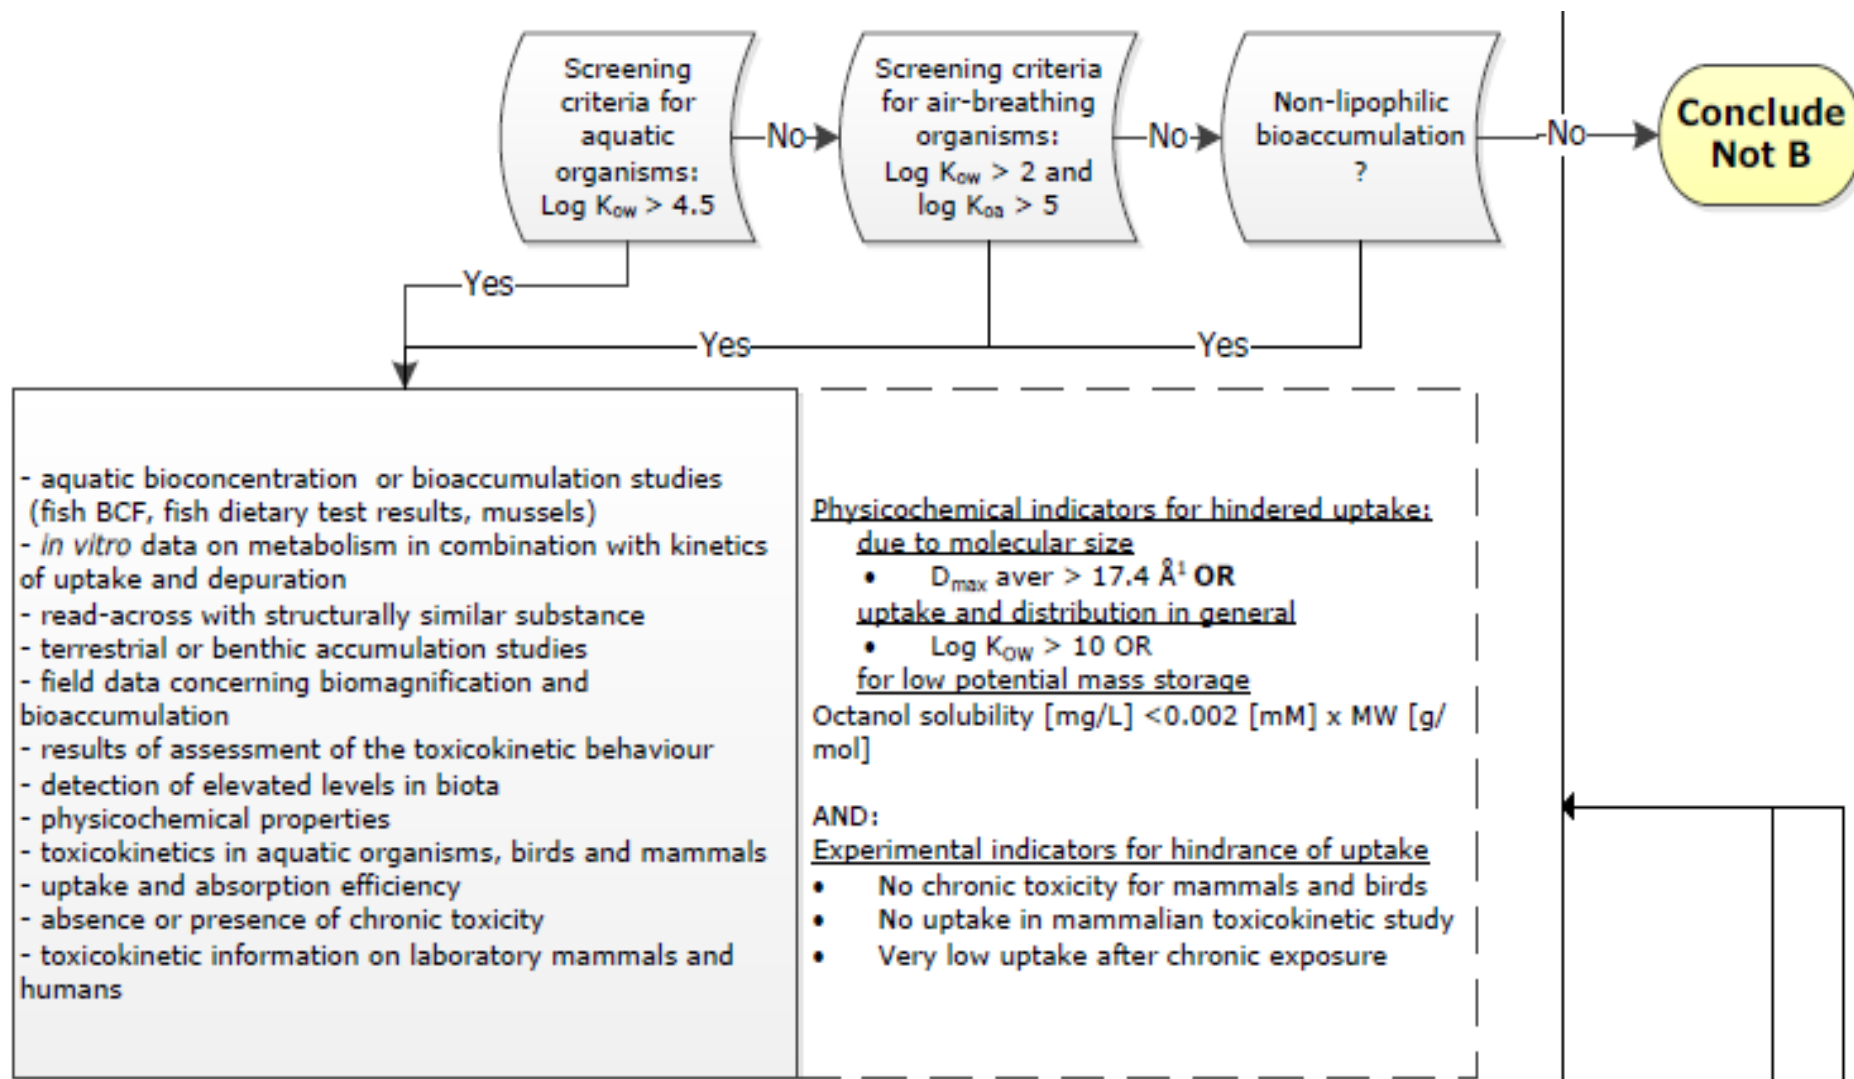 Screening
criteria for
aquatic
organisms:
Log Kow > 4.5
No
Screening criteria
for air-breathing
organisms:
Log Kow > 2 and
log Koa > 5
No
Non-lipophilic
bioaccumulation
?
No
Conclude
Not B
Yes
Yes
Yes
- aquatic bioconcentration or bioaccumulation studies
(fish BCF, fish dietary test results, mussels)
- in vitro data on metabolism in combination with kinetics
of uptake and depuration
- read-across with structurally similar substance
- terrestrial or benthic accumulation studies
- field data concerning biomagnification and
bioaccumulation
- results of assessment of the toxicokinetic behaviour
- detection of elevated levels in biota
- physicochemical properties
- toxicokinetics in aquatic organisms, birds and mammals
- uptake and absorption efficiency
- absence or presence of chronic toxicity
- toxicokinetic information on laboratory mammals and
humans
Physicochemical indicators for hindered uptake:
due to molecular size
• Dmax aver > 17.4 Å¹ OR
uptake and distribution in general
• Log KOW > 10 OR
for low potential mass storage
Octanol solubility [mg/L] <0.002 [mM] x MW [g/
mol]
AND:
Experimental indicators for hindrance of uptake
• No chronic toxicity for mammals and birds
• No uptake in mammalian toxicokinetic study
• Very low uptake after chronic exposure